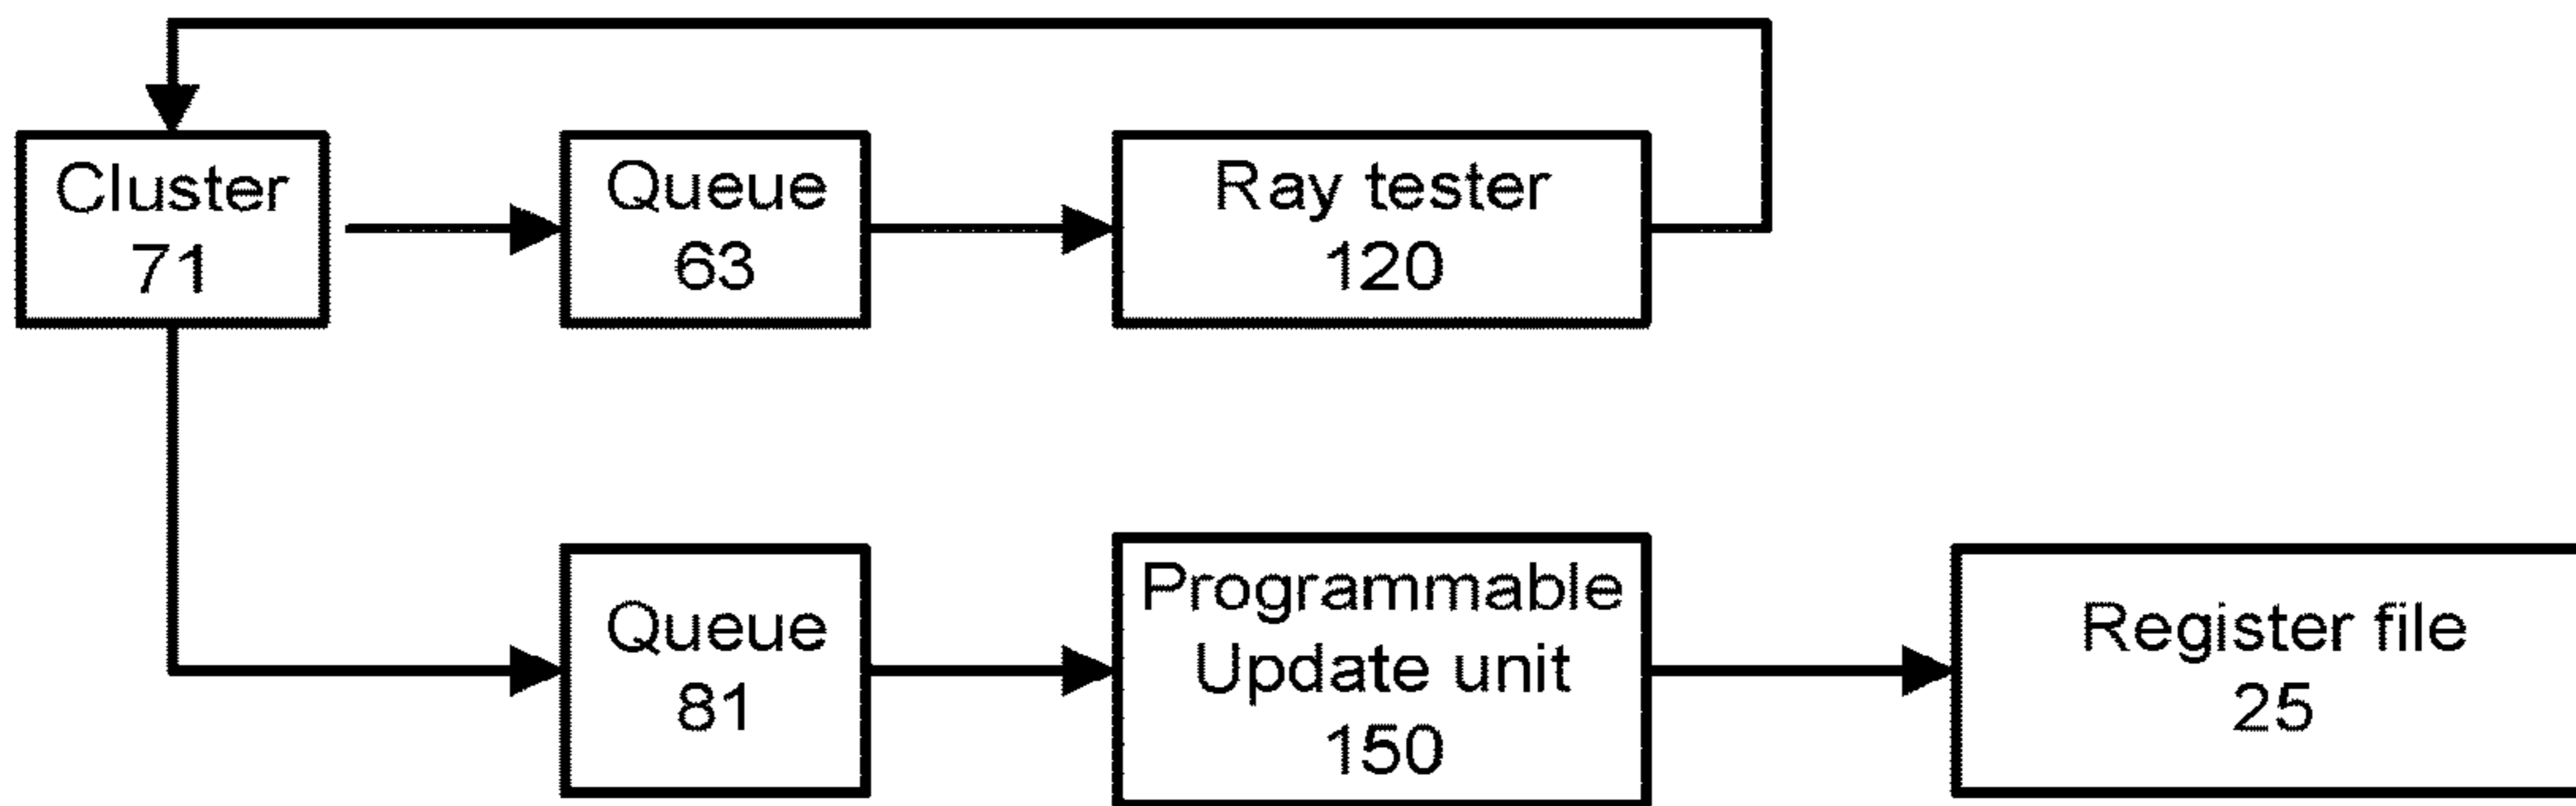 Cluster
71
Queue
63
Ray tester
120
Queue
81
Programmable
Update unit
150
Register file
25